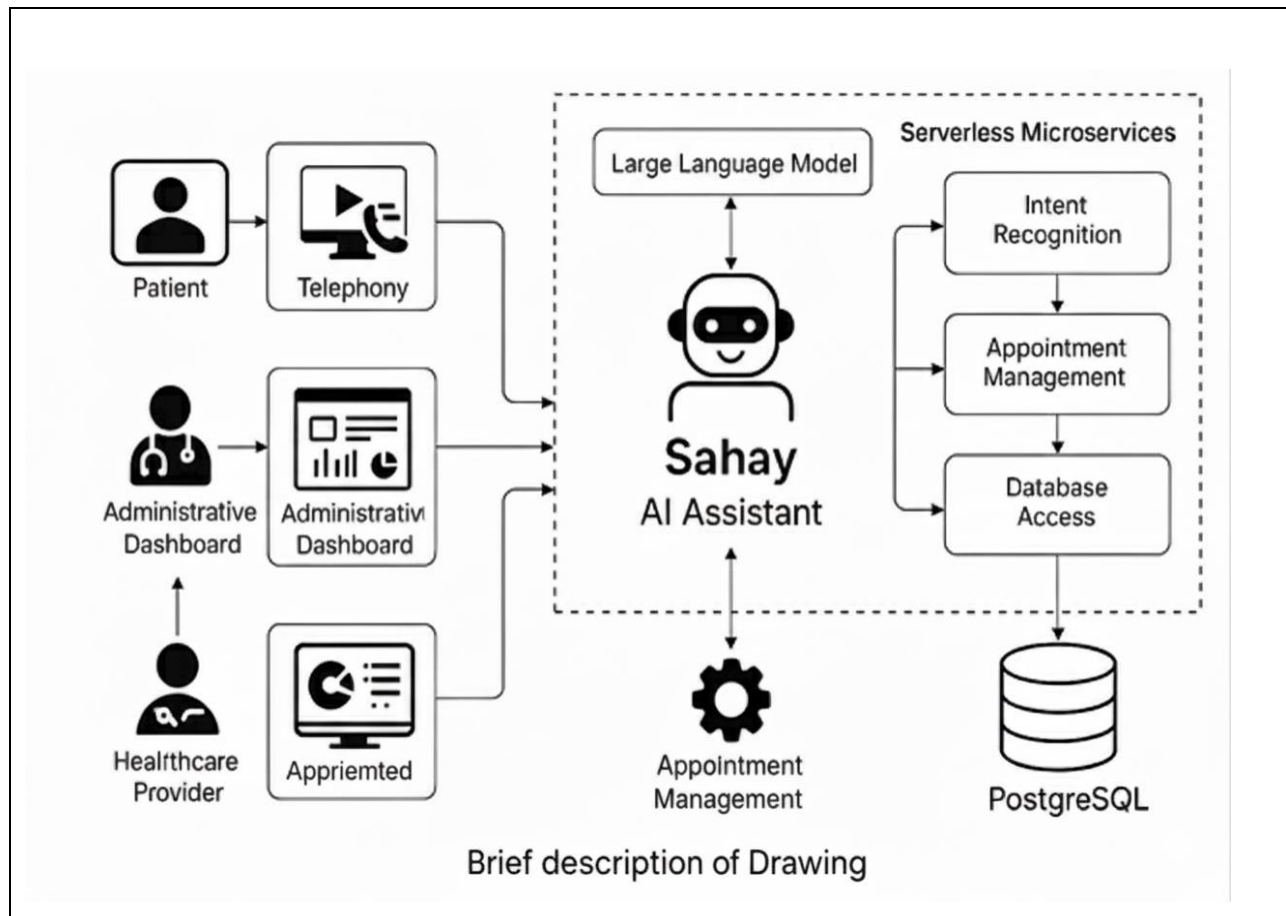 Serverless Microservices
Large Language Model
Intent
Recognition
Patient
Telephony
Appointment
Management
Sahay
AI Assistant
Database
Access
Administrative
Dashboard
Administrativ
Dashboard
Healthcare
Provider
Appriemted
Appointment
Management
PostgreSQL
Brief description of Drawing